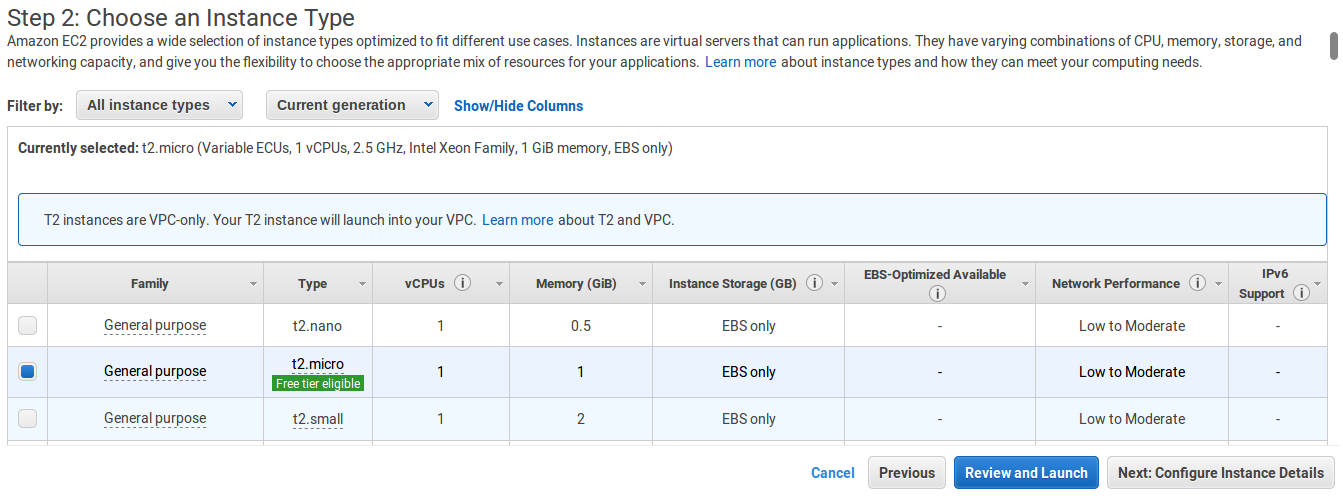 Step 2: Choose an Instance Type
Amazon EC2 provides a wide selection of instance types optimized to fit different use cases. Instances are virtual servers that can run applications. They have varying combinations of CPU, memory, storage, and
networking capacity, and give you the flexibility to choose the appropriate mix of resources for your applications. Learn more about instance types and how they can meet your computing needs.
Filter by: All instance types Current generation Show/Hide Columns
Currently selected: t2.micro (Variable ECUs, 1 vCPUs, 2.5 GHz, Intel Xeon Family, 1 GiB memory, EBS only)
T2 instances are VPC-only. Your T2 instance will launch into your VPC. Learn more about T2 and VPC.
Family Type vCPUs i Memory (GiB) Instance Storage (GB) i EBS-Optimized Available i Network Performance i IPv6 Support i
General purpose t2.nano 1 0.5 EBS only - Low to Moderate -
General purpose t2.micro Free tier eligible 1 1 EBS only - Low to Moderate -
General purpose t2.small 1 2 EBS only - Low to Moderate -
Cancel Previous Review and Launch Next: Configure Instance Details